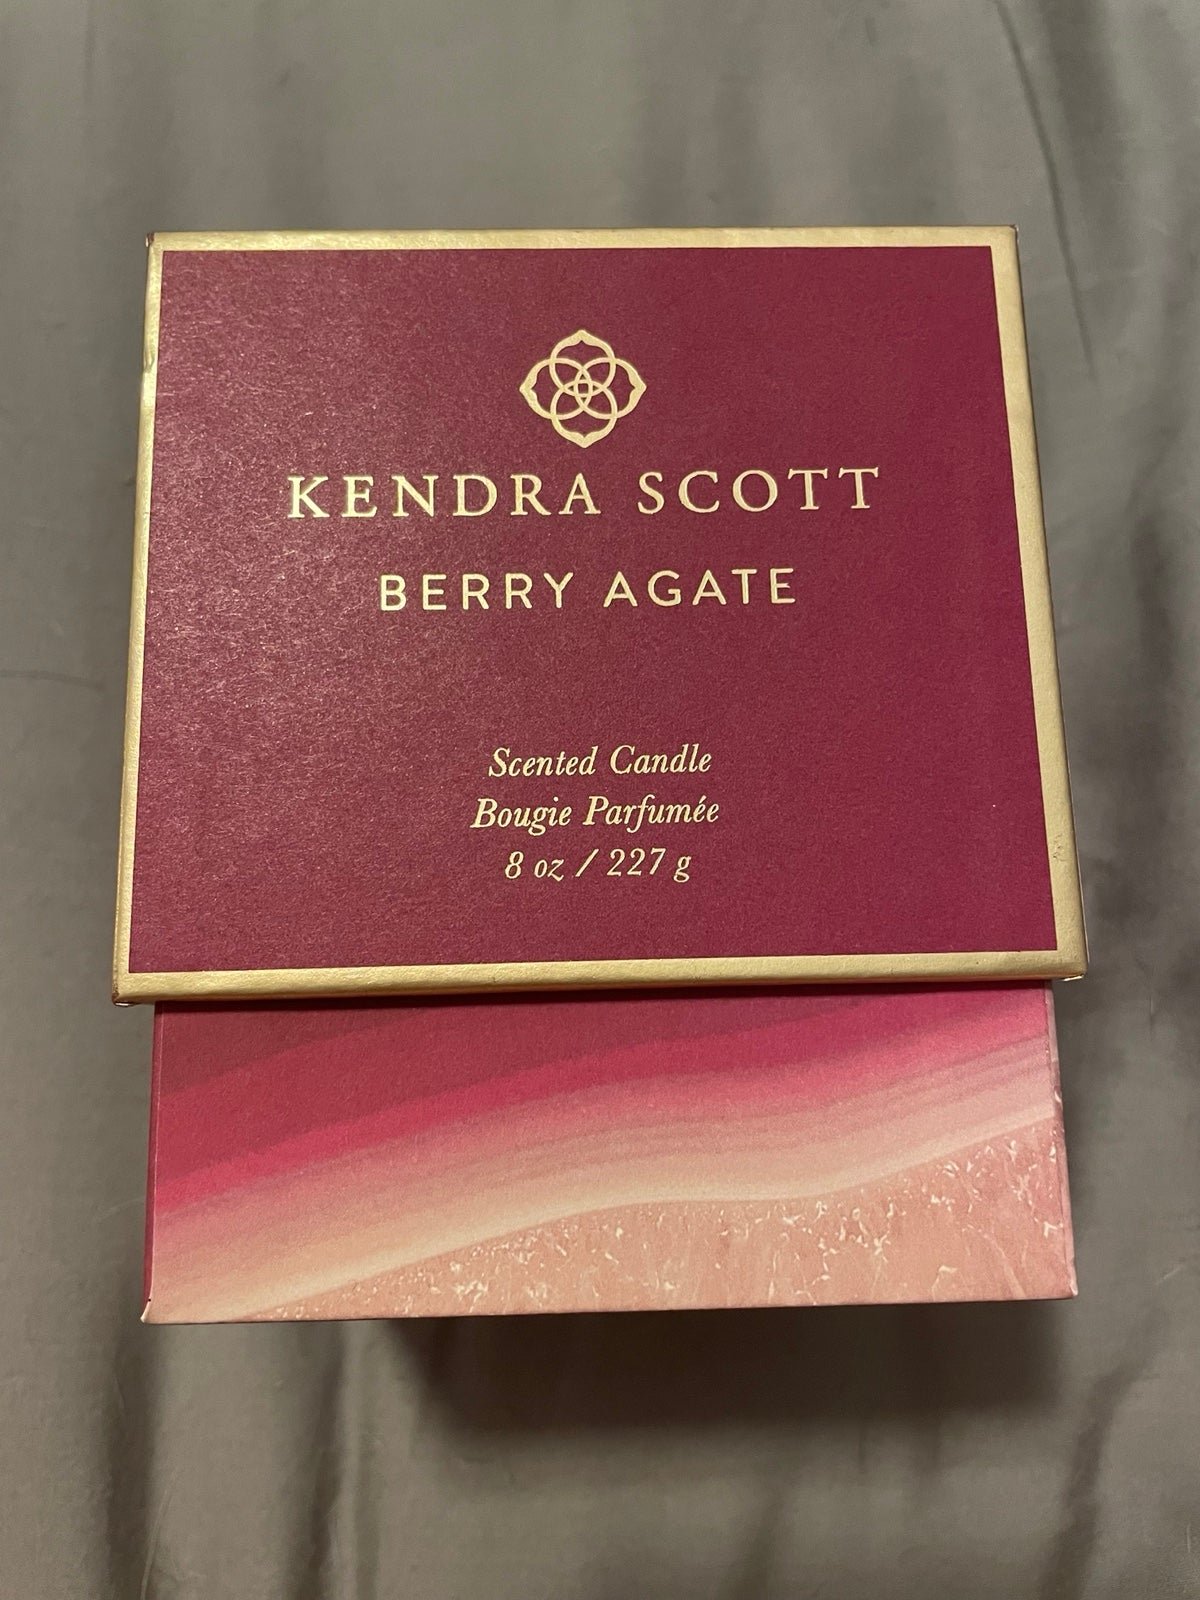 KENDRA SCOTT
BERRY AGATE
Scented Candle
Bougie Parfumée
8 oz / 227 g